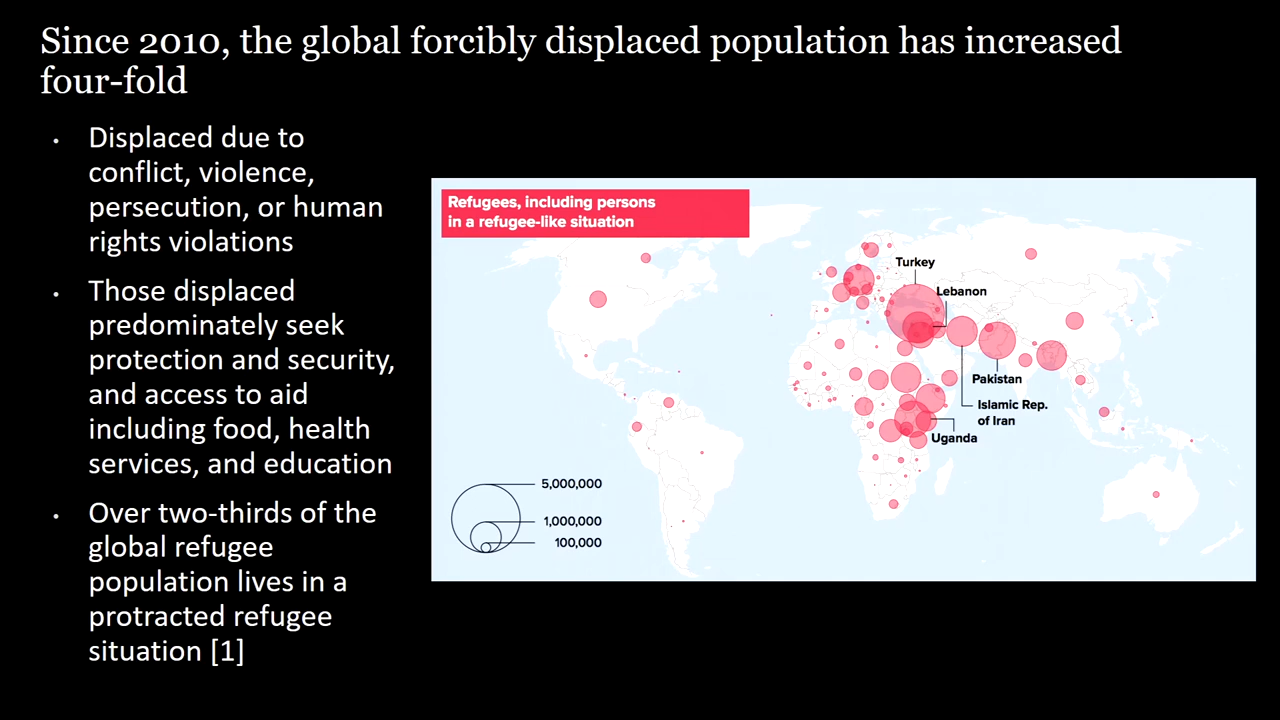 Since 2010, the global forcibly displaced population has increased
four-fold
• Displaced due to
conflict, violence,
persecution, or human
rights violations
• Those displaced
predominately seek
protection and security,
and access to aid
including food, health
services, and education
• Over two-thirds of the
global refugee
population lives in a
protracted refugee
situation [1]
Refugees, including persons
in a refugee-like situation
Turkey
Lebanon
Pakistan
Islamic Rep.
of Iran
Uganda
5,000,000
1,000,000
100,000